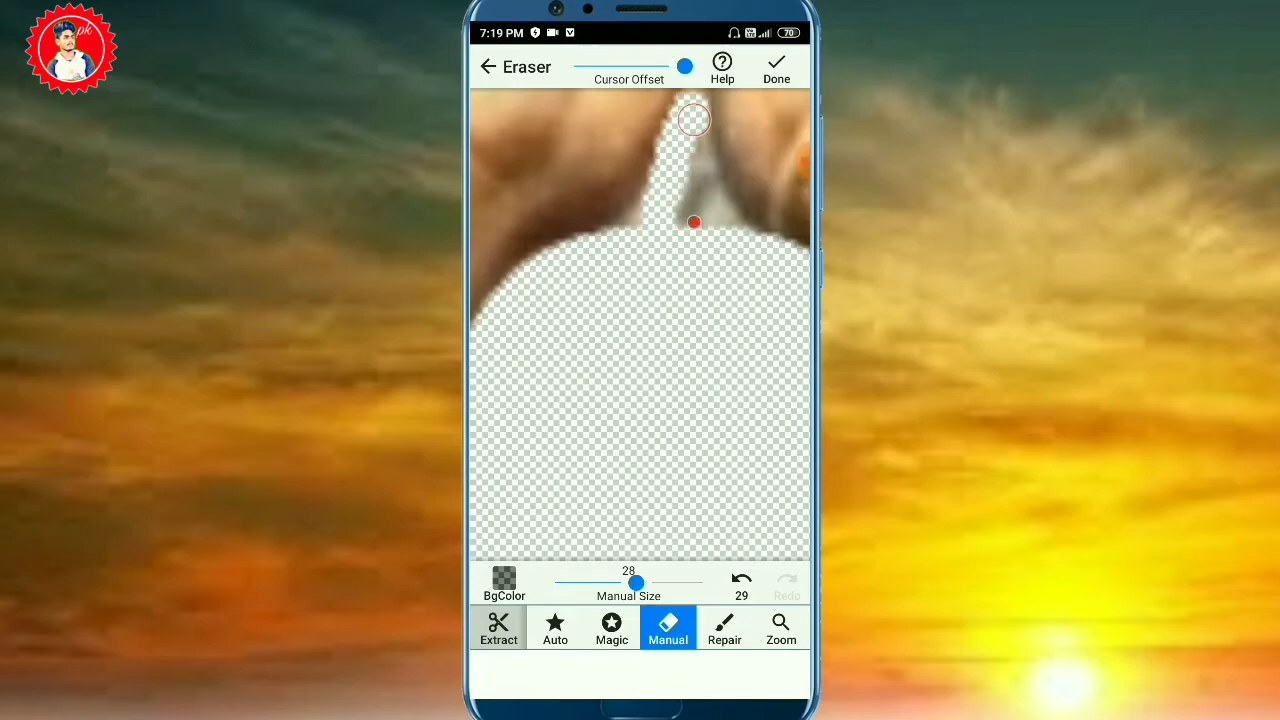 pk
7:19 PM
70
Eraser
Cursor Offset
Help
Done
28
BgColor
Manual Size
29
Redo
Extract
Auto
Magic
Manual
Repair
Zoom